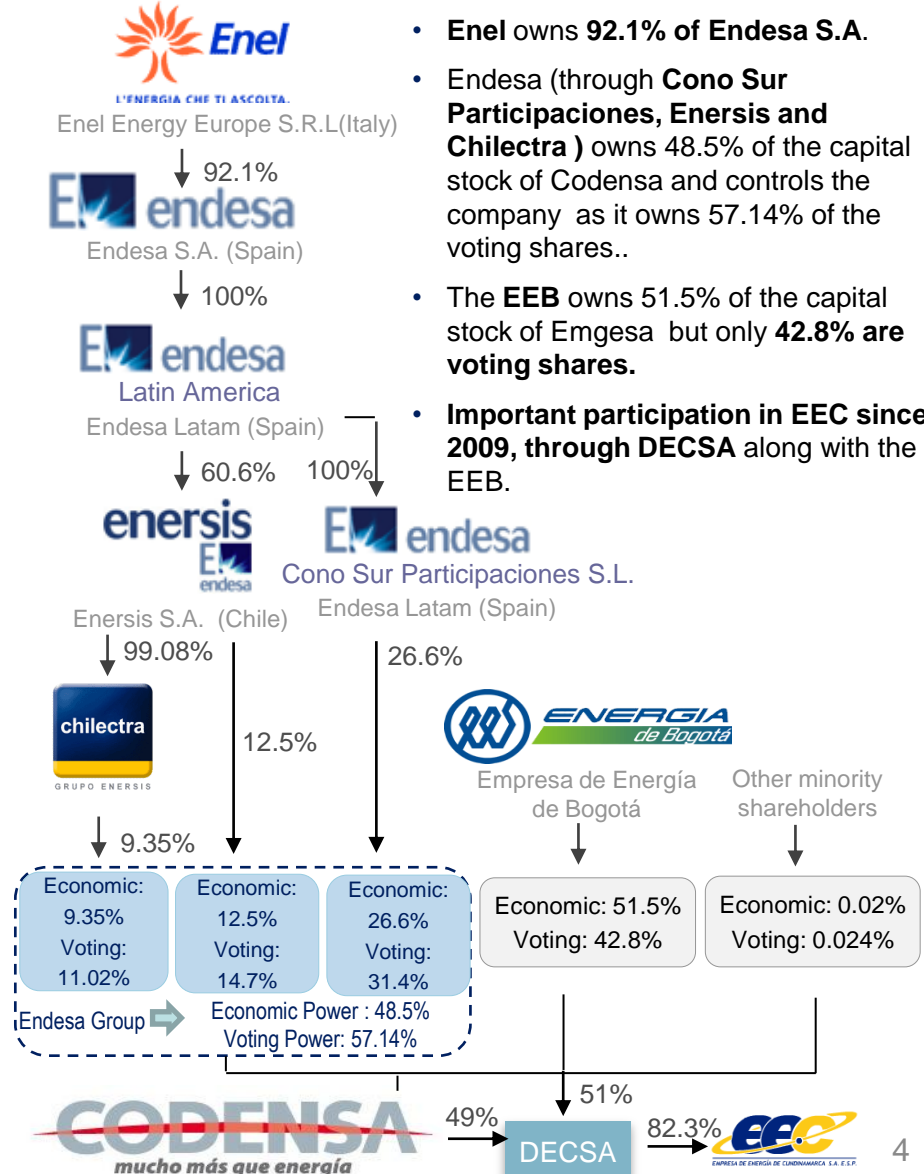 Enel
L'ENERGIA CHE TI ASCOLTA.
Enel Energy Europe S.R.L(Italy)
92.1%
endesa
Endesa S.A. (Spain)
100%
endesa
Latin America
Endesa Latam (Spain)
60.6%
100%
enersis
endesa
Enersis S.A. (Chile)
endesa
Cono Sur Participaciones S.L.
Endesa Latam (Spain)
• Enel owns 92.1% of Endesa S.A.
• Endesa (through Cono Sur
Participaciones, Enersis and
Chilectra ) owns 48.5% of the capital
stock of Codensa and controls the
company as it owns 57.14% of the
voting shares..
• The EEB owns 51.5% of the capital
stock of Emgesa but only 42.8% are
voting shares.
• Important participation in EEC since
2009, through DECSA along with the
EEB.
99.08%
12.5%
26.6%
chilectra
GRUPO ENERSIS
9.35%
ENERGIA
de Bogotá
Empresa de Energía
de Bogotá
Other minority
shareholders
Economic:
9.35%
Voting:
11.02%
Economic:
12.5%
Voting:
14.7%
Economic:
26.6%
Voting:
31.4%
Economic: 51.5%
Voting: 42.8%
Economic: 0.02%
Voting: 0.024%
Endesa Group
Economic Power : 48.5%
Voting Power: 57.14%
CODENSA
mucho más que energía
49%
51%
DECSA
82.3%
eec
EMPRESA DE ENERGÍA DE CUNDINAMARCA S.A. E.S.P.
4